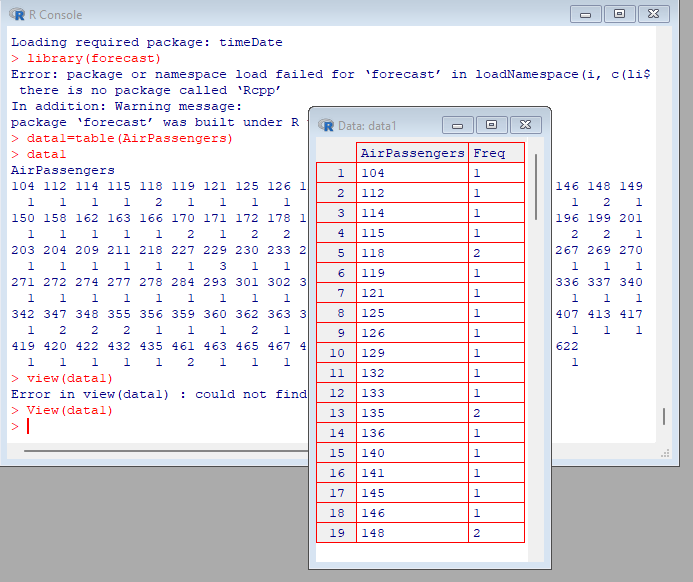 R Console
Loading required package: timeDate
> library(forecast)
Error: package or namespace load failed for ‘forecast’ in loadNamespace(i, c(li$
 there is no package called ‘Rcpp’
In addition: Warning message:
package ‘forecast’ was built under R
> data1=table(AirPassengers)
> data1
AirPassengers
104 112 114 115 118 119 121 125 126 1 146 148 149
1 1 1 1 2 1 1 1 1 1 2 1
150 158 162 163 166 170 171 172 178 1 196 199 201
1 1 1 1 1 2 1 2 2 2 2 1
203 204 209 211 218 227 229 230 233 2 267 269 270
1 1 1 1 1 1 3 1 1 1 1 1
271 272 274 277 278 284 293 301 302 3 336 337 340
1 1 1 1 1 1 1 1 1 1 1 1
342 347 348 355 356 359 360 362 363 3 407 413 417
1 2 2 2 1 1 1 2 1 1 1 1
419 420 422 432 435 461 463 465 467 4 622
1 1 1 1 1 2 1 1 1
> view(data1)
Error in view(data1) : could not find
> View(data1)
>
Data: data1
AirPassengers Freq
1 104 1
2 112 1
3 114 1
4 115 1
5 118 2
6 119 1
7 121 1
8 125 1
9 126 1
10 129 1
11 132 1
12 133 1
13 135 2
14 136 1
15 140 1
16 141 1
17 145 1
18 146 1
19 148 2